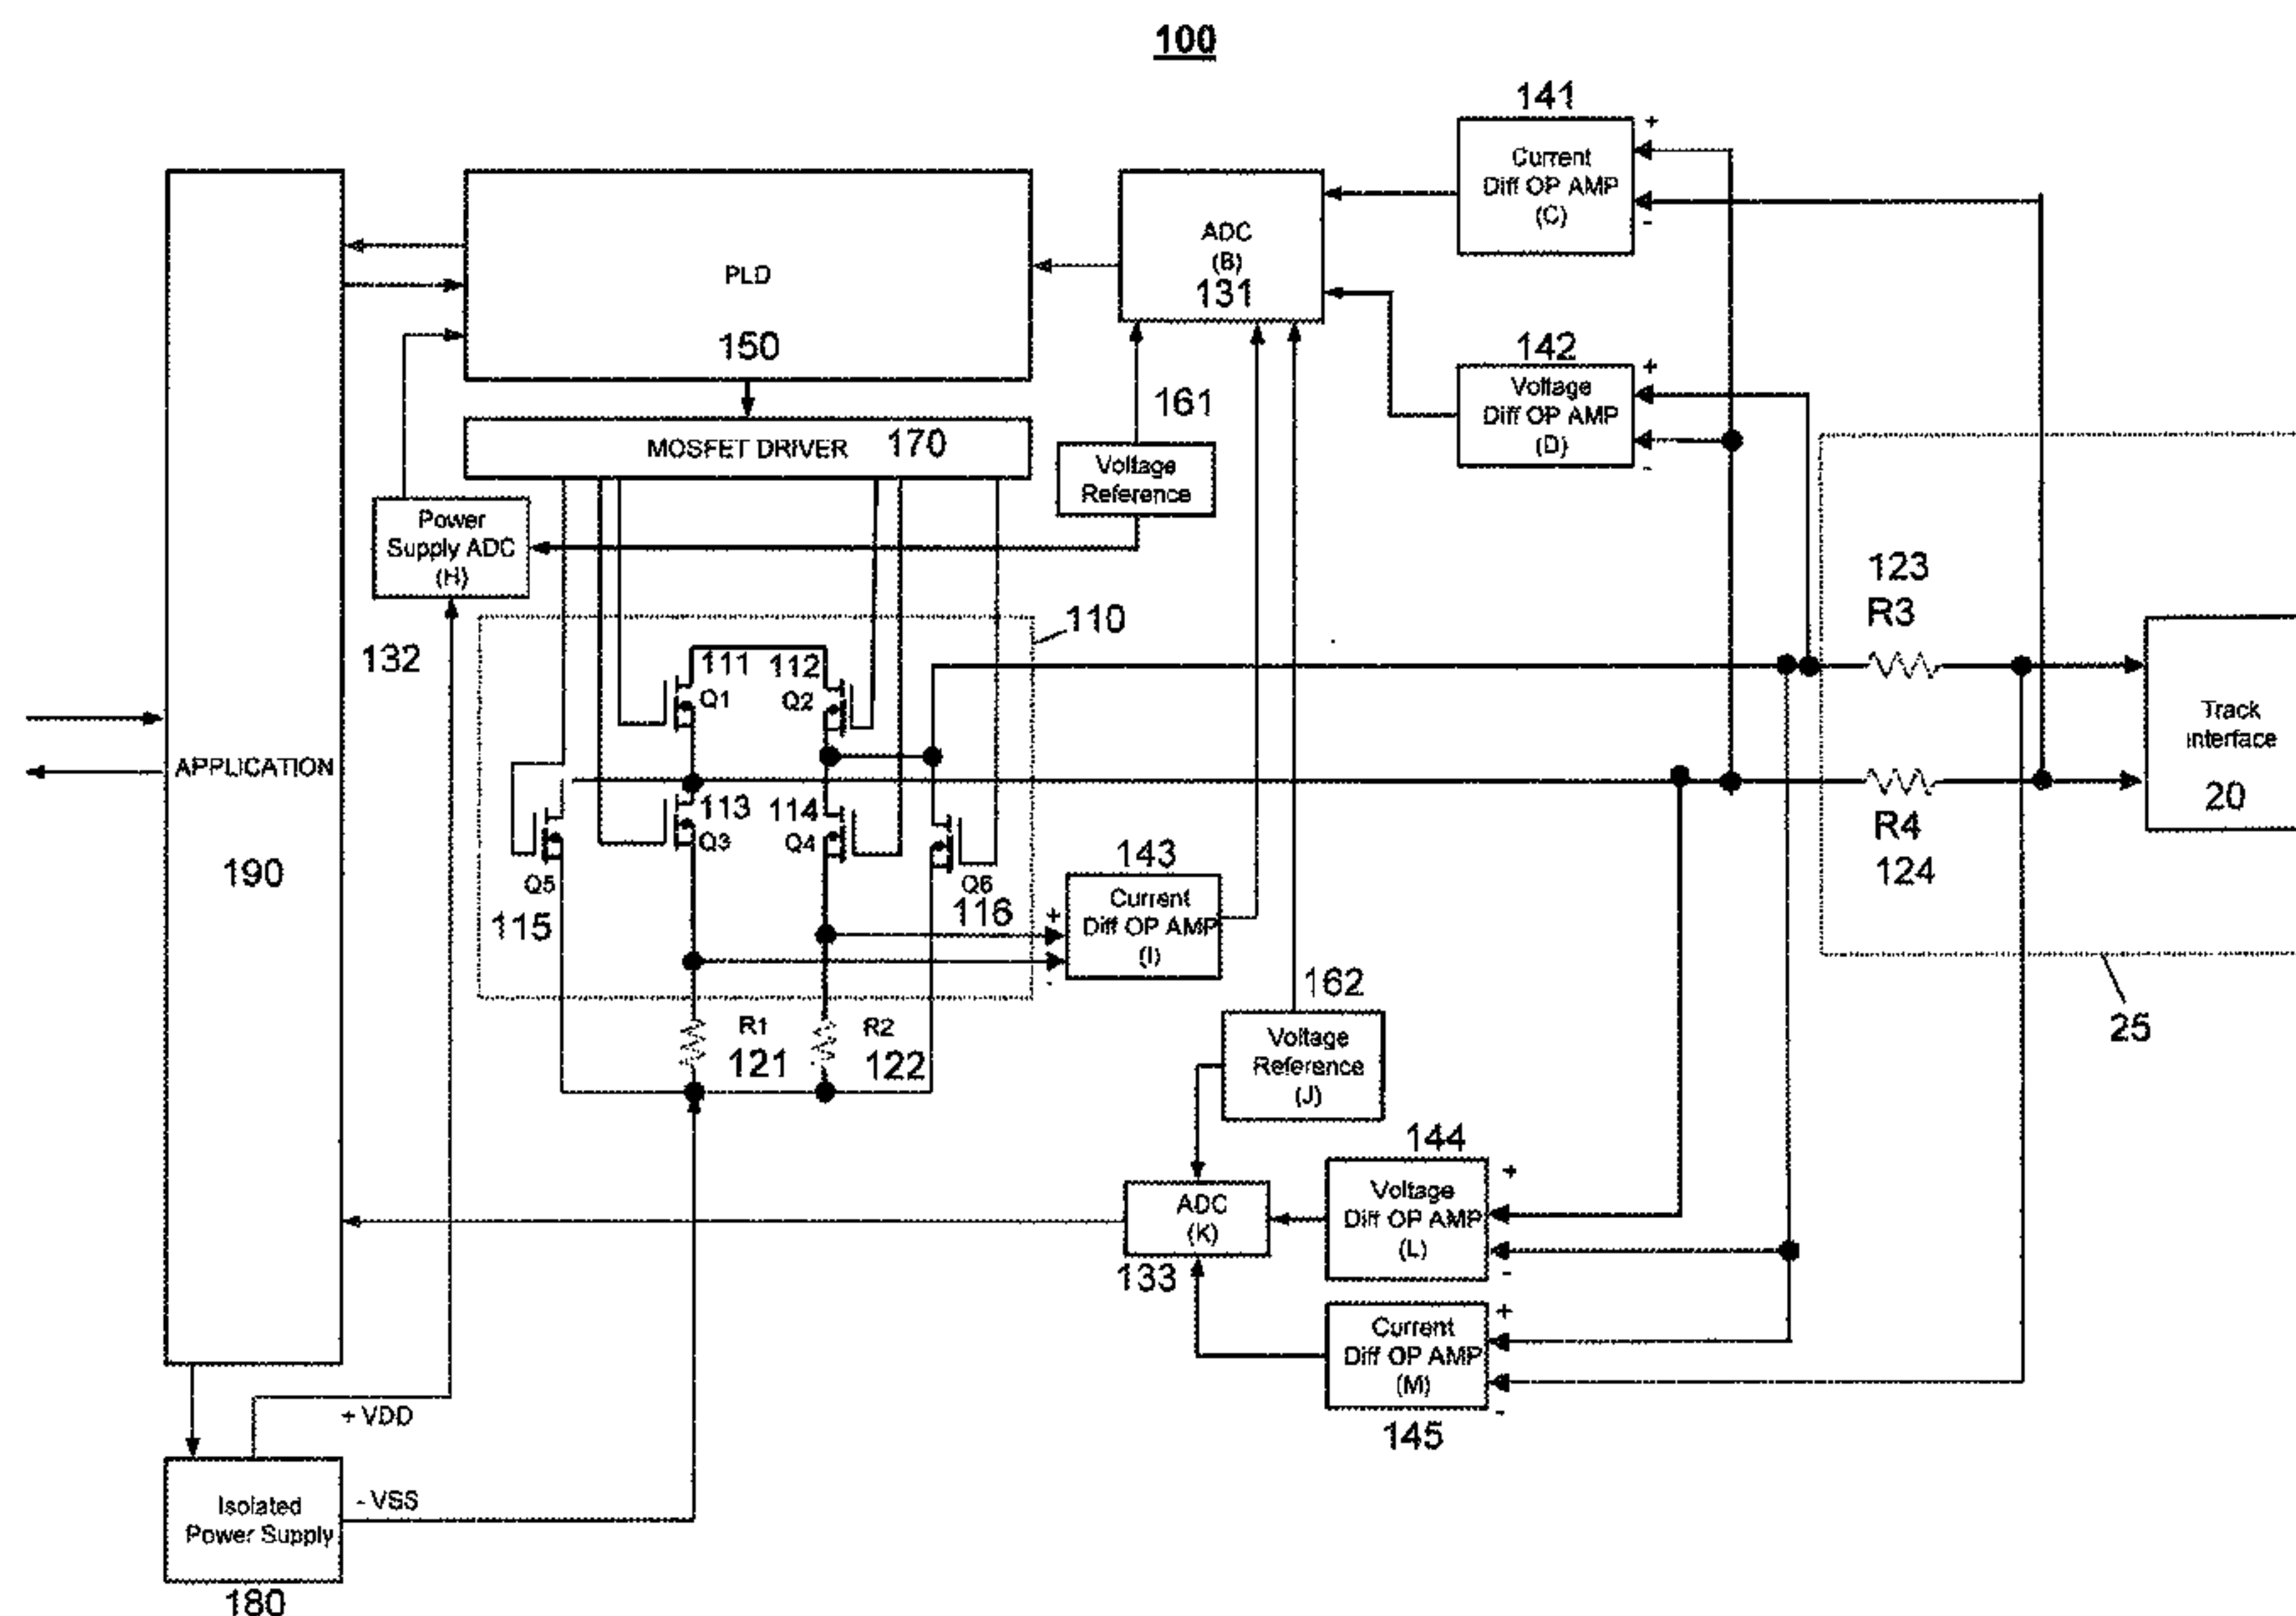 100
141
Current
Diff OP AMP
(C)
+
-
ADC
(B)
131
PLD
150
142
Voltage
Diff OP AMP
(D)
+
-
161
MOSFET DRIVER 170
Voltage
Reference
Power
Supply ADC
(H)
132
110
123
R3
111
112
Q1
Q2
Track
interface
20
APPLICATION
190
113
114
Q3
Q4
Q5
115
Q6
116
R4
124
143
Current
Diff OP AMP
(I)
+
-
162
Voltage
Reference
(J)
25
R1
121
R2
122
144
Voltage
Diff OP AMP
(L)
+
-
ADC
(K)
133
Current
Diff OP AMP
(M)
+
-
145
+ VDD
- VSS
Isolated
Power Supply
180